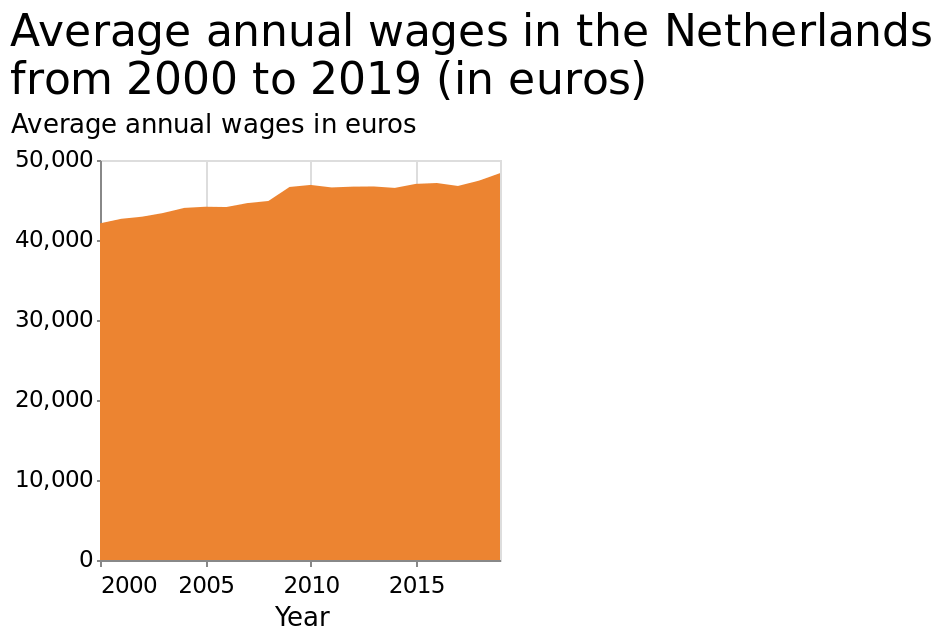 Average annual wages in the Netherlands
from 2000 to 2019 (in euros)
Average annual wages in euros
50,000
40,000
30,000
20,000
10,000
0
2000 2005 2010 2015
Year